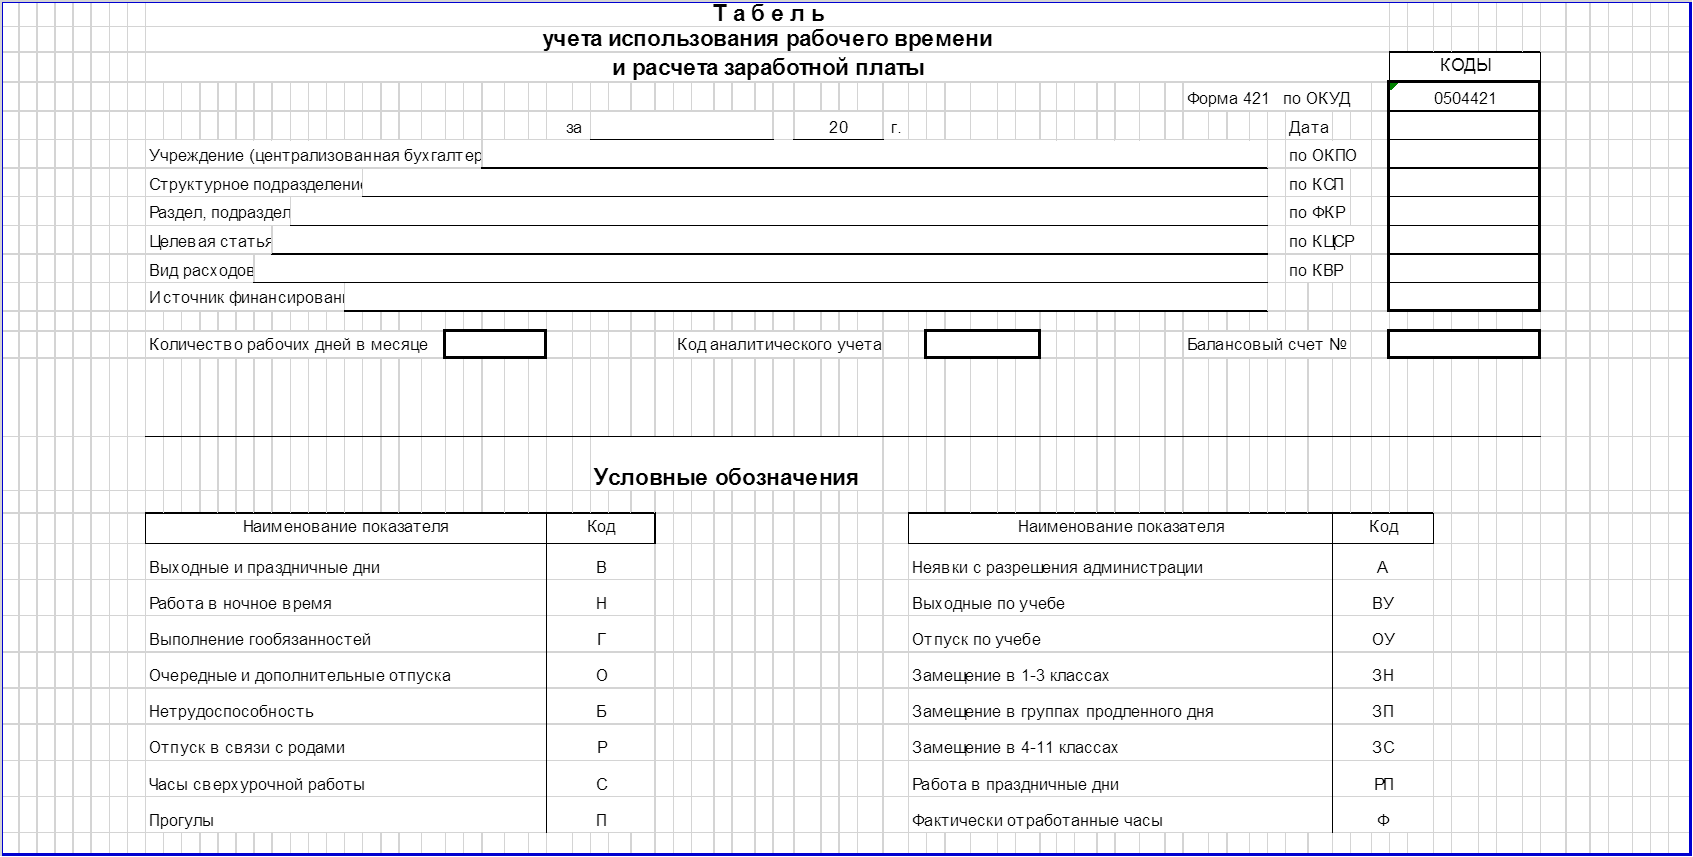 Т а б е л ь
учета использования рабочего времени
и расчета заработной платы
КОДЫ
Форма 421 по ОКУД 0504421
за 20 г. Дата
Учреждение (централизованная бухгалтер по ОКПО
Структурное подразделени по КСП
Раздел, подраздел по ФКР
Целевая статья по КЦСР
Вид расходов по КВР
Источник финансирован
Количество рабочих дней в месяце Код аналитического учета Балансовый счет №
Условные обозначения
Наименование показателя Код Наименование показателя Код
Выходные и праздничные дни В Неявки с разрешения администрации А
Работа в ночное время Н Выходные по учебе ВУ
Выполнение гообязанностей Г Отпуск по учебе ОУ
Очередные и дополнительные отпуска О Замещение в 1-3 классах ЗН
Нетрудоспособность Б Замещение в группах продленного дня ЗП
Отпуск в связи с родами Р Замещение в 4-11 классах ЗС
Часы сверхурочной работы С Работа в праздничные дни РП
Прогулы П Фактически отработанные часы Ф